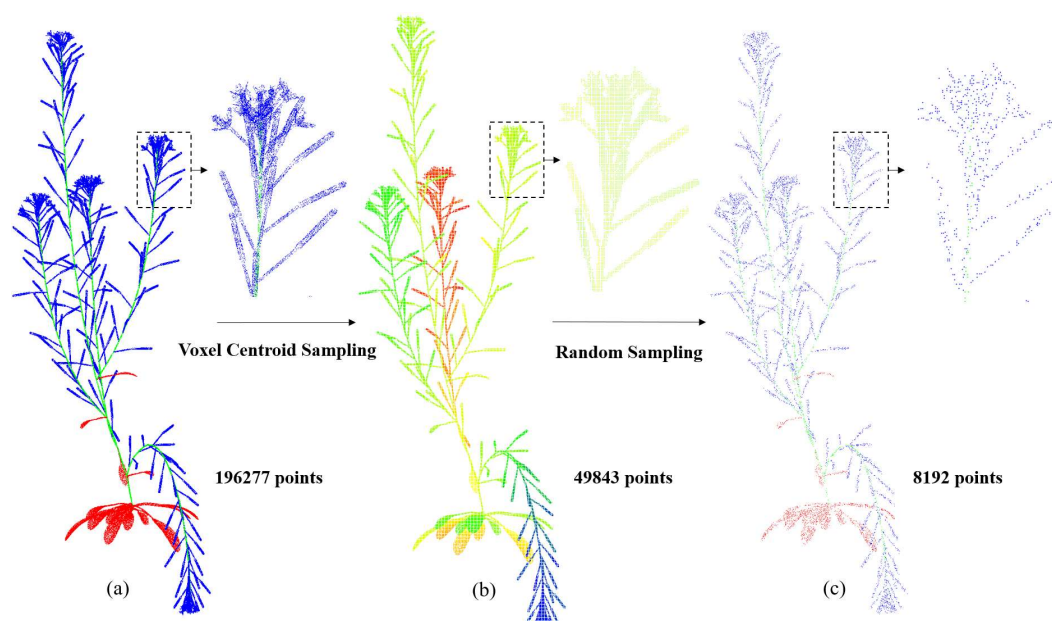 Voxel Centroid Sampling
Random Sampling
196277 points
49843 points
8192 points
(a)
(b)
(c)